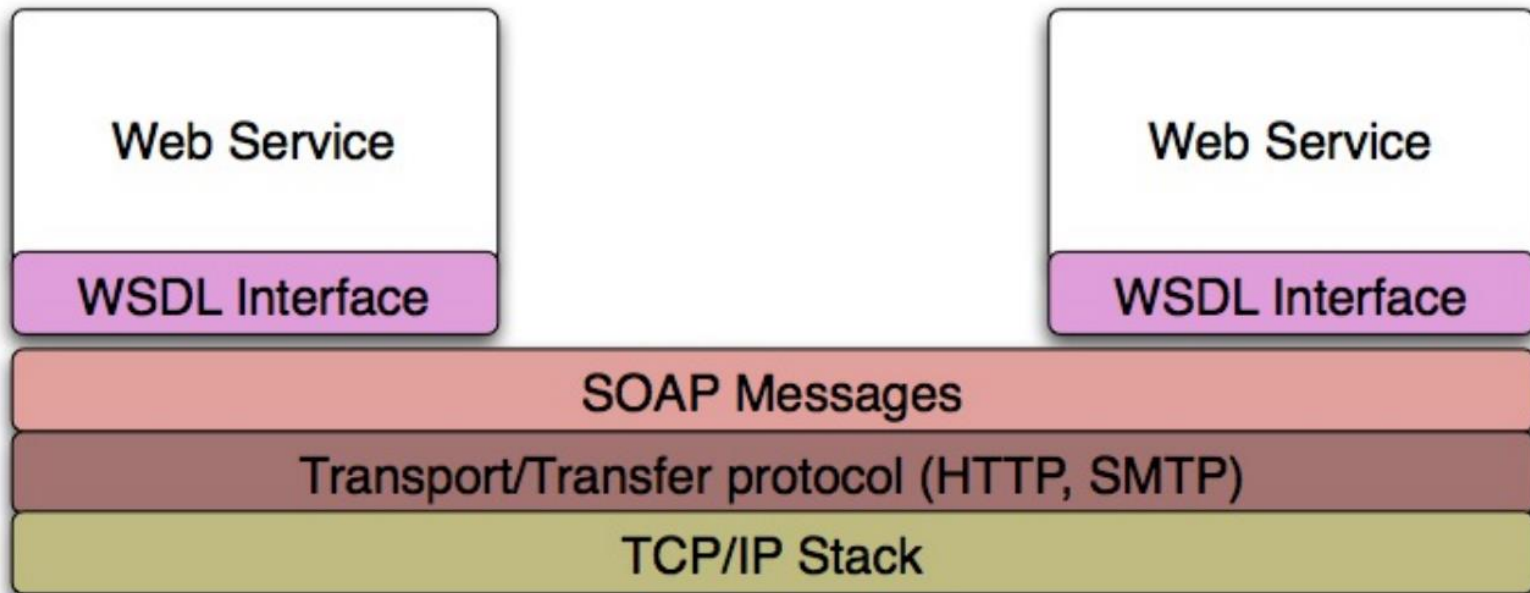 Web Service
Web Service
WSDL Interface
WSDL Interface
SOAP Messages
Transport/Transfer protocol (HTTP, SMTP)
TCP/IP Stack